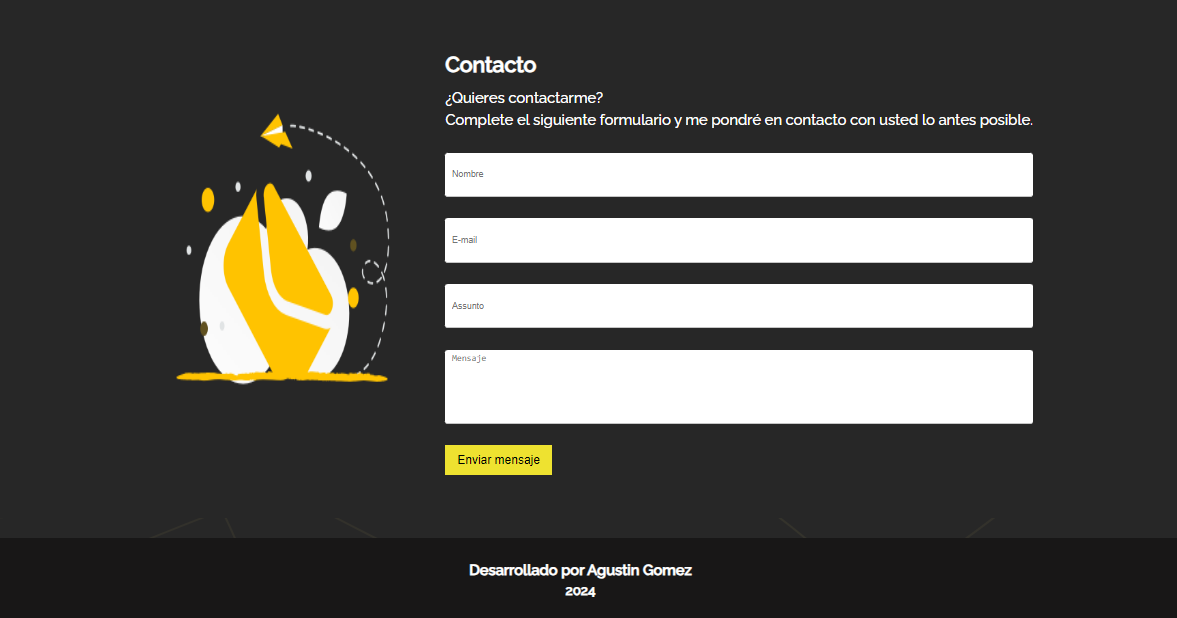 Contacto
¿Quieres contactarme?
Complete el siguiente formulario y me pondré en contacto con usted lo antes posible.
Nombre
E-mail
Assunto
Mensaje
Enviar mensaje
Desarrollado por Agustin Gomez
2024